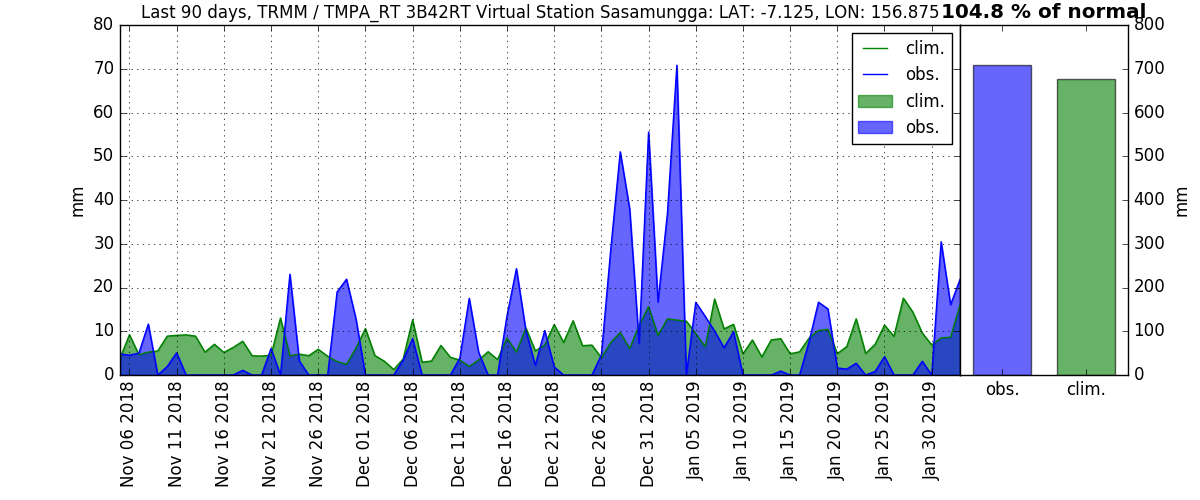 Last 90 days, TRMM / TMPA_RT 3B42RT Virtual Station Sasamungga: LAT: -7.125, LON: 156.875
104.8 % of normal
mm
80
70
60
50
40
30
20
10
0
clim.
obs.
clim.
obs.
Nov 06 2018
Nov 11 2018
Nov 16 2018
Nov 21 2018
Nov 26 2018
Dec 01 2018
Dec 06 2018
Dec 11 2018
Dec 16 2018
Dec 21 2018
Dec 26 2018
Dec 31 2018
Jan 05 2019
Jan 10 2019
Jan 15 2019
Jan 20 2019
Jan 25 2019
Jan 30 2019
800
700
600
500
400
300
200
100
0
mm
obs.
clim.